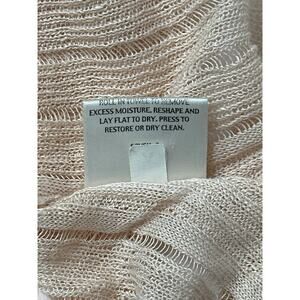 ROLL IN TOWEL TO REMOVE
EXCESS MOISTURE. RESHAPE AND
LAY FLAT TO DRY. PRESS TO
RESTORE OR DRY CLEAN.